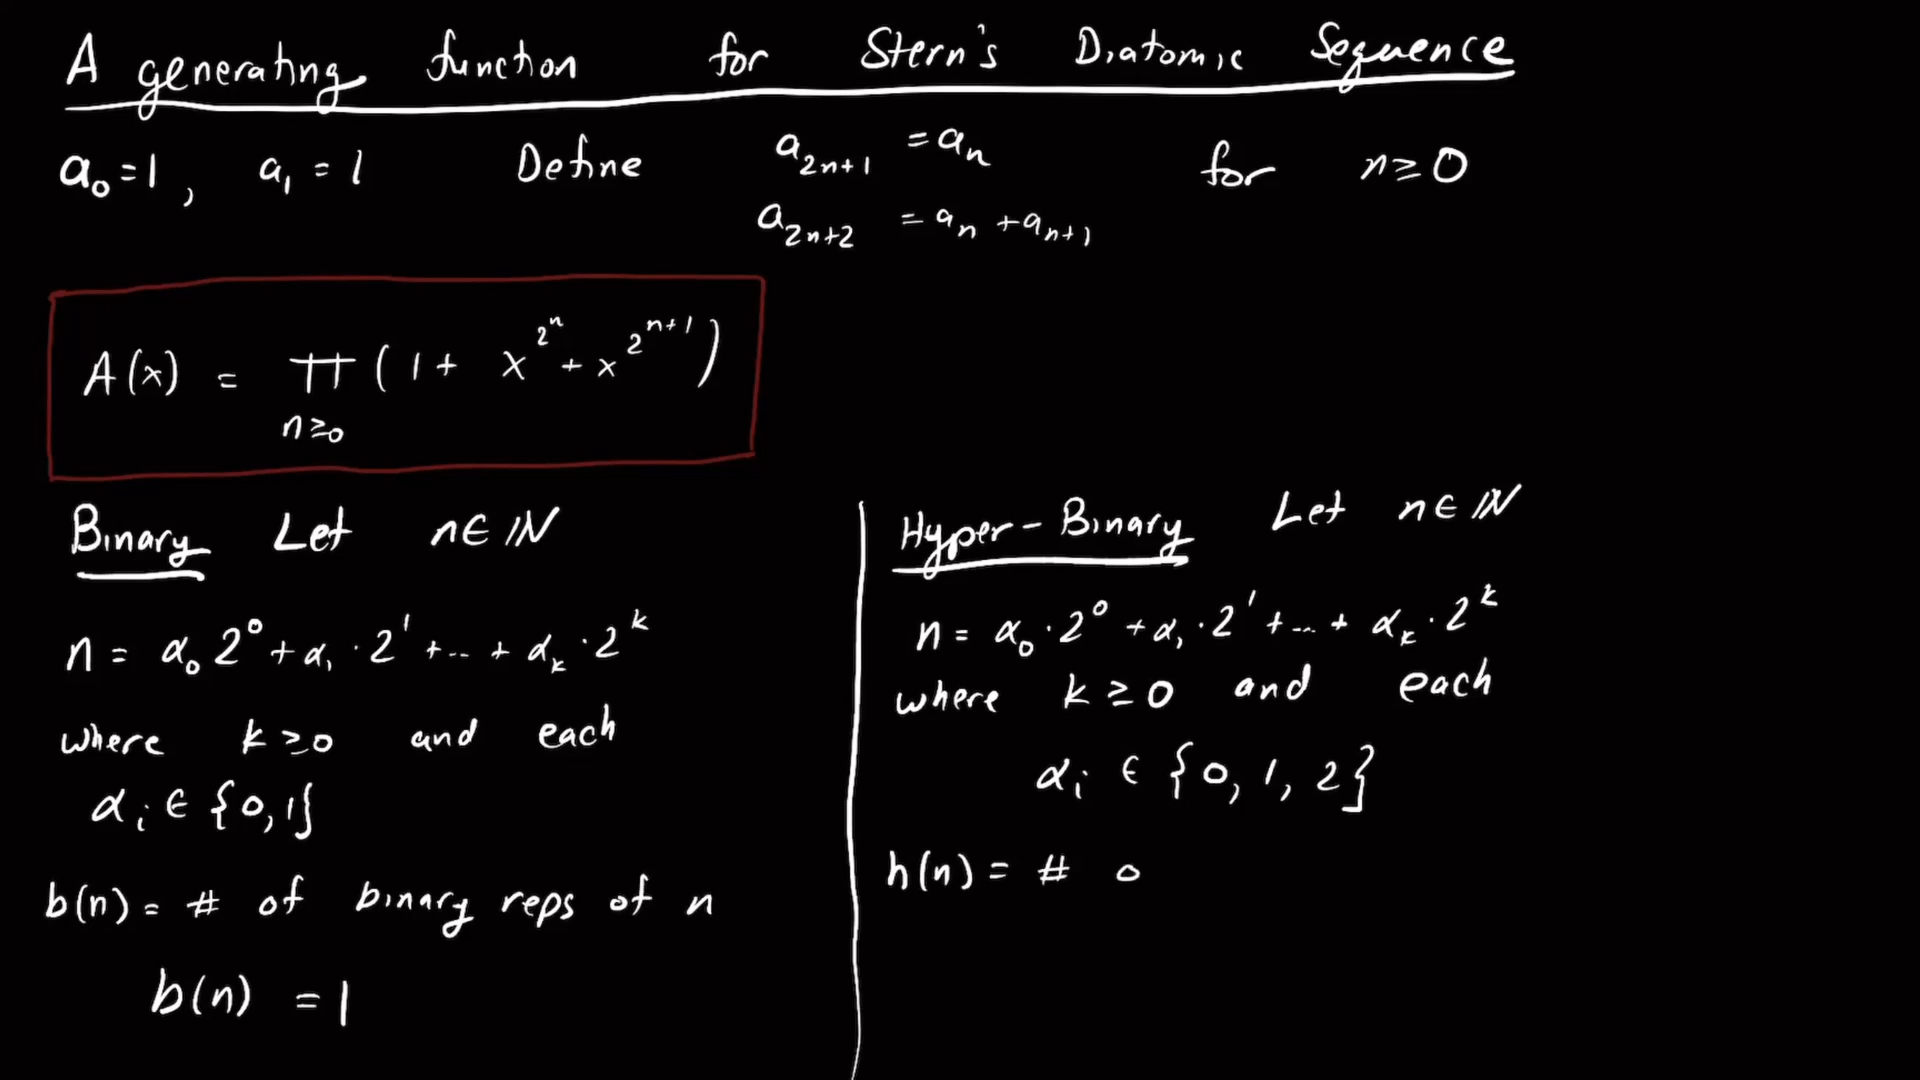 A generating function for Stern's Diatomic Sequence
a₀ = 1, a₁ = 1 Define a₂ₙ₊₁ = aₙ for n ≥ 0
a₂ₙ₊₂ = aₙ + aₙ₊₁
A(x) = ∏_{n≥0} (1 + x^{2^n} + x^{2^{n+1}})
Binary Let n ∈ ℕ
n = α₀ 2⁰ + α₁ · 2¹ + ... + αₖ · 2ᵏ
where k ≥ 0 and each
αᵢ ∈ {0, 1}
b(n) = # of binary reps of n
b(n) = 1
Hyper-Binary Let n ∈ ℕ
n = α₀ · 2⁰ + α₁ · 2¹ + ... + αₖ · 2ᵏ
where k ≥ 0 and each
αᵢ ∈ {0, 1, 2}
h(n) = # o